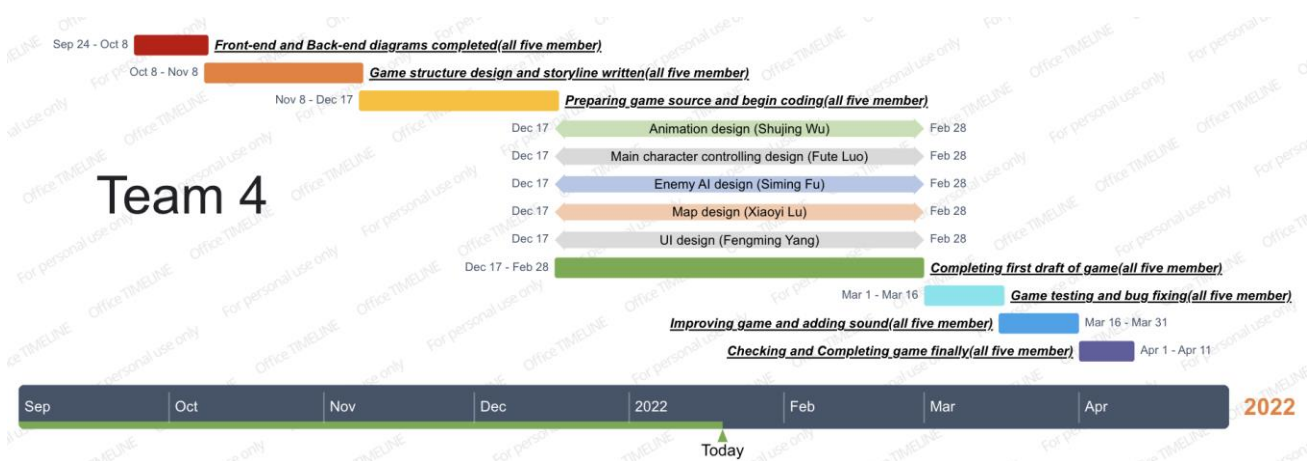 Sep 24 - Oct 8 Front-end and Back-end diagrams completed(all five member)
Oct 8 - Nov 8 Game structure design and storyline written(all five member)
Nov 8 - Dec 17 Preparing game source and begin coding(all five member)
Dec 17 Animation design (Shujing Wu) Feb 28
Dec 17 Main character controlling design (Fute Luo) Feb 28
Team 4
Dec 17 Enemy AI design (Siming Fu) Feb 28
Dec 17 Map design (Xiaoyi Lu) Feb 28
Dec 17 UI design (Fengming Yang) Feb 28
Dec 17 - Feb 28 Completing first draft of game(all five member)
Mar 1 - Mar 16 Game testing and bug fixing(all five member)
Improving game and adding sound(all five member) Mar 16 - Mar 31
Checking and Completing game finally(all five member) Apr 1 - Apr 11
Sep Oct Nov Dec 2022 Feb Mar Apr 2022
Today
For personal use only
Office TIMELINE